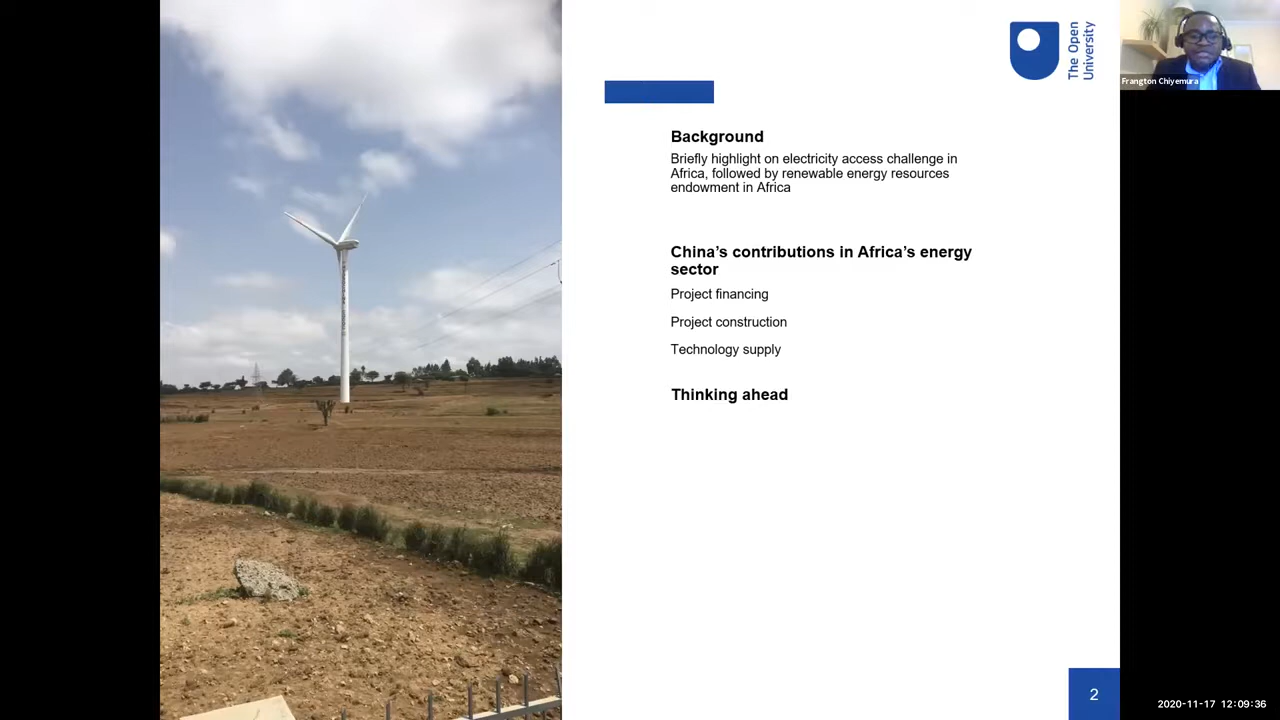 The Open
University
Frangton Chiyemura
Background
Briefly highlight on electricity access challenge in
Africa, followed by renewable energy resources
endowment in Africa
China’s contributions in Africa’s energy
sector
Project financing
Project construction
Technology supply
Thinking ahead
2
2020-11-17 12:09:36